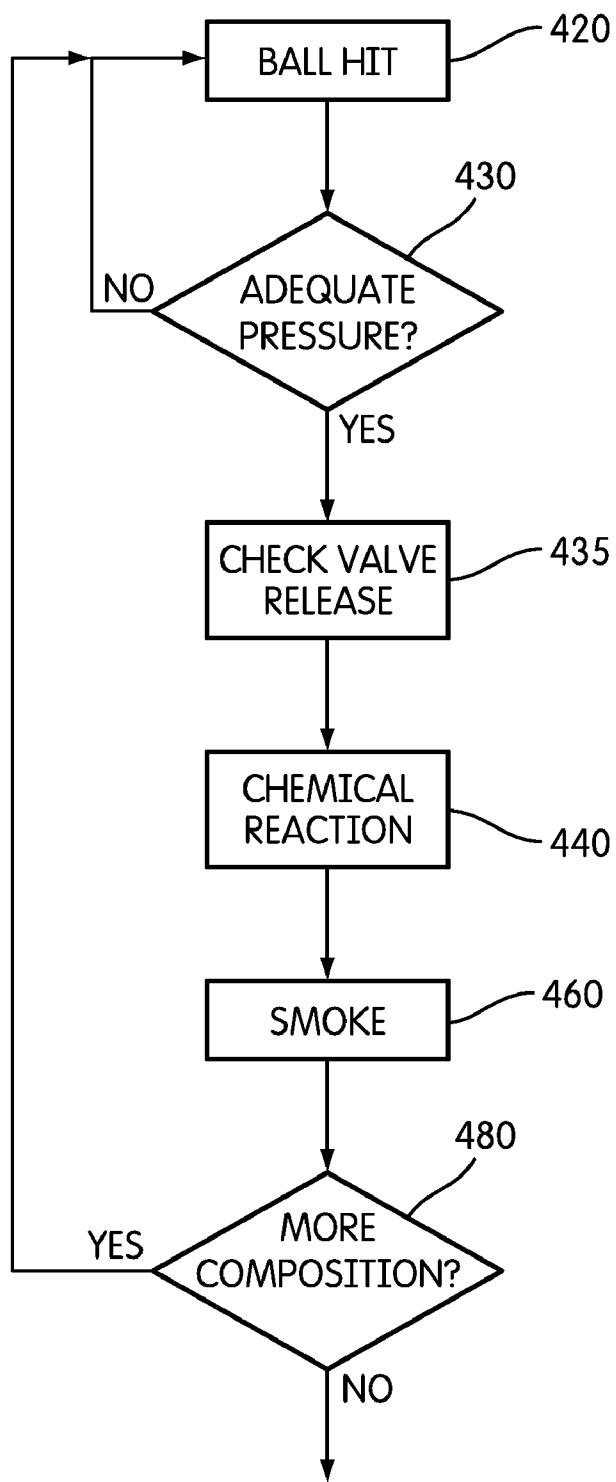 BALL HIT
420
430
ADEQUATE
PRESSURE?
NO
YES
CHECK VALVE
RELEASE
435
CHEMICAL
REACTION
440
SMOKE
460
480
MORE
COMPOSITION?
YES
NO